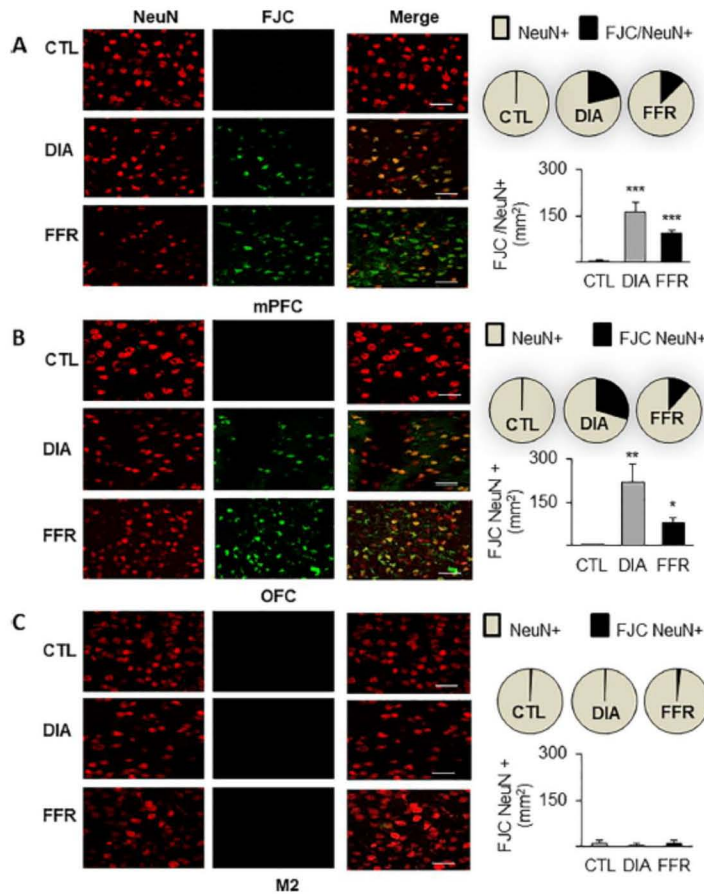 NeuN FJC Merge
NeuN+ FJC/NeuN+
A
CTL
DIA
FFR
CTL DIA FFR
FJC /NeuN+
(mm²)
300
150
*** ***
CTL DIA FFR
mPFC
B
NeuN+ FJC NeuN+
CTL
DIA
FFR
CTL DIA FFR
FJC NeuN +
(mm²)
300
150
** *
CTL DIA FFR
OFC
C
NeuN+ FJC NeuN+
CTL
DIA
FFR
CTL DIA FFR
FJC NeuN +
(mm²)
300
150
CTL DIA FFR
M2